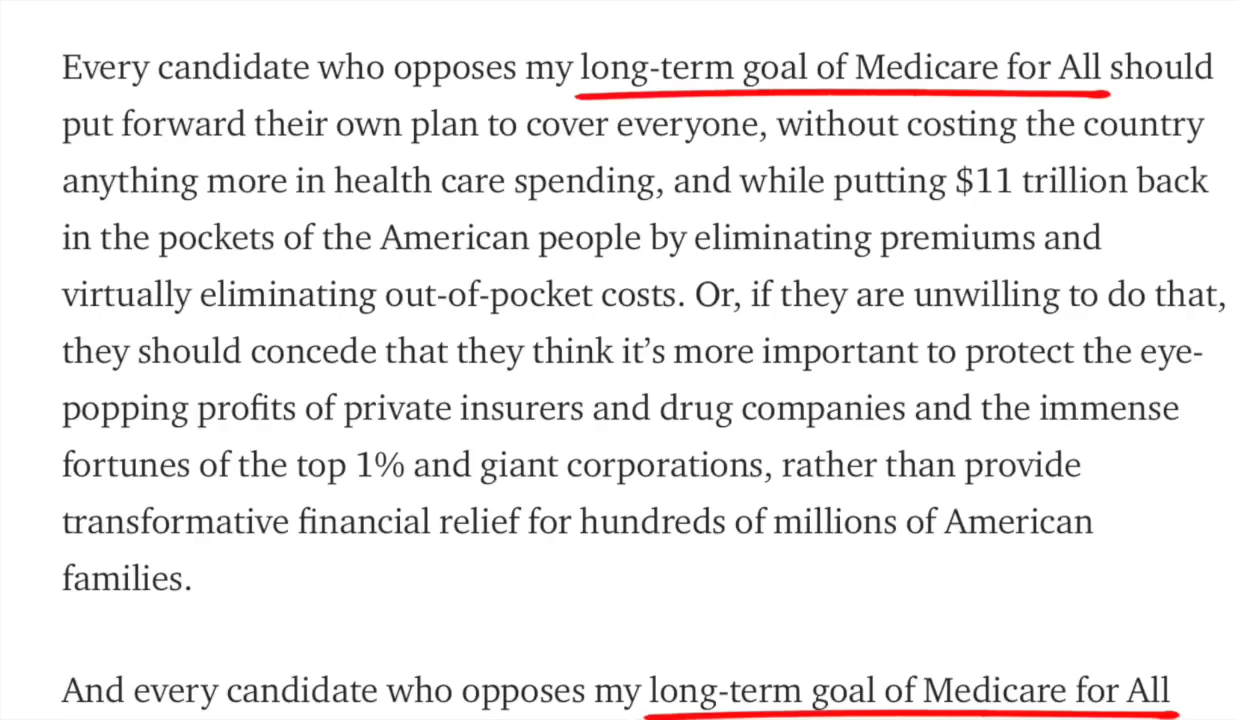 Every candidate who opposes my long-term goal of Medicare for All should
put forward their own plan to cover everyone, without costing the country
anything more in health care spending, and while putting $11 trillion back
in the pockets of the American people by eliminating premiums and
virtually eliminating out-of-pocket costs. Or, if they are unwilling to do that,
they should concede that they think it’s more important to protect the eye-
popping profits of private insurers and drug companies and the immense
fortunes of the top 1% and giant corporations, rather than provide
transformative financial relief for hundreds of millions of American
families.
And every candidate who opposes my long-term goal of Medicare for All